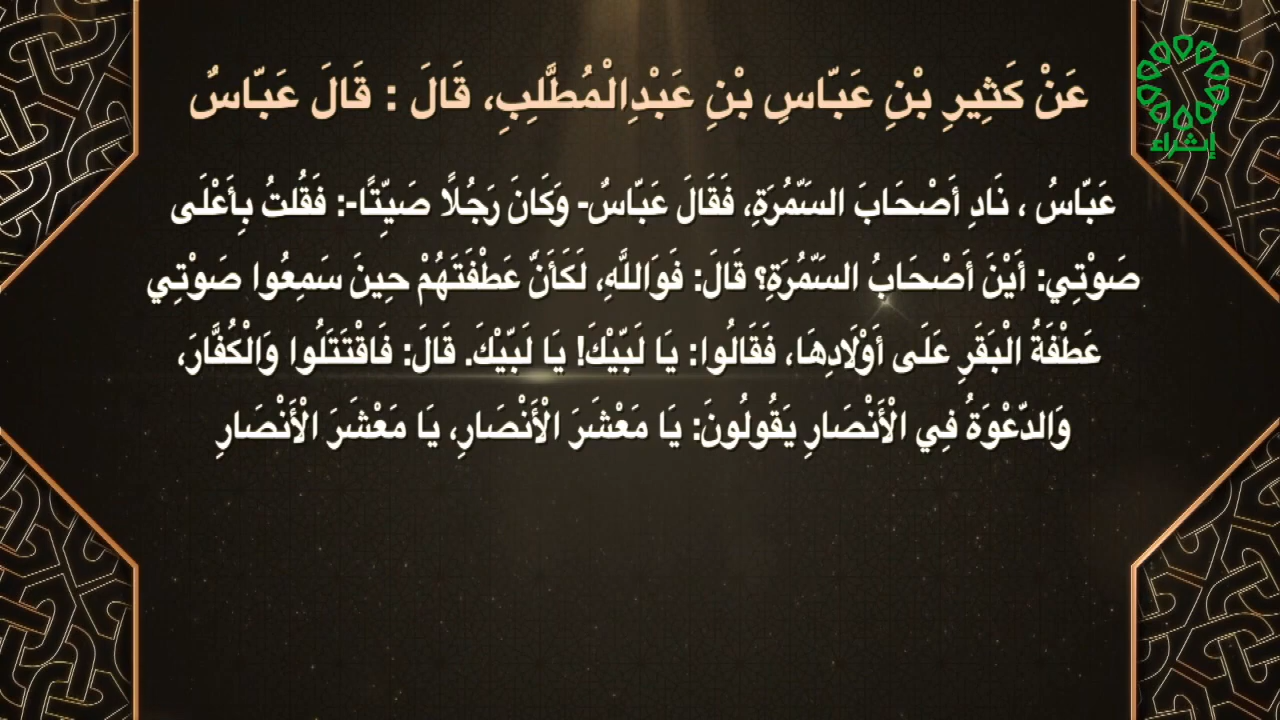 عَنْ كَثِيرِ بْنِ عَبَّاسِ بْنِ عَبْدِالْمُطَّلِبِ، قَالَ : قَالَ عَبَّاسٌ
إثراء
عَبَّاسُ ، نَادِ أَصْحَابَ السَّمُرَةِ، فَقَالَ عَبَّاسٌ- وَكَانَ رَجُلًا صَيِّتًا-: فَقُلتُ بِأَعْلَى
صَوْتِي: أَيْنَ أَصْحَابُ السَّمُرَةِ؟ قَالَ: فَوَاللَّهِ، لَكَأَنَّ عَطْفَتَهُمْ حِينَ سَمِعُوا صَوْتِي
عَطْفَةُ الْبَقَرِ عَلَى أَوْلَادِهَا، فَقَالُوا: يَا لَبَّيْكَ! يَا لَبَّيْكَ. قَالَ: فَاقْتَتَلُوا وَالْكُفَّارَ،
وَالدَّعْوَةُ فِي الْأَنْصَارِ يَقُولُونَ: يَا مَعْشَرَ الْأَنْصَارِ، يَا مَعْشَرَ الْأَنْصَارِ